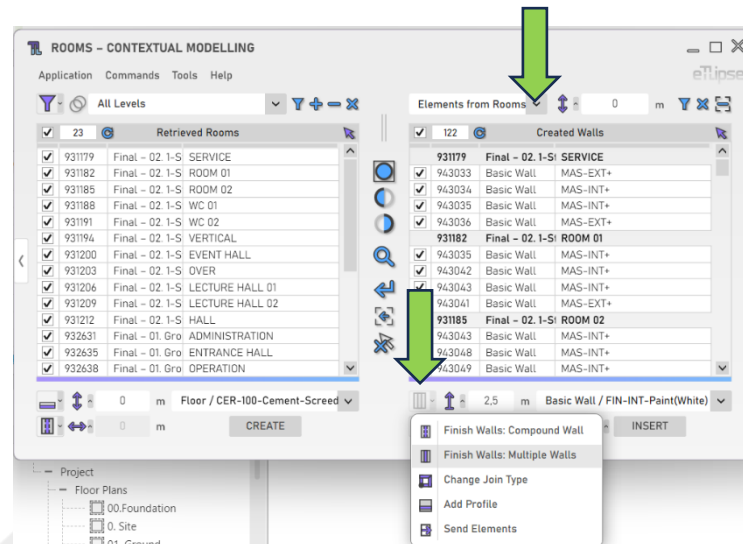 ROOMS – CONTEXTUAL MODELLING
Application Commands Tools Help
eTlipse
All Levels
Elements from Rooms 0 m
23 Retrieved Rooms
931179 Final – 02. 1-S SERVICE
931182 Final – 02. 1-S ROOM 01
931185 Final – 02. 1-S ROOM 02
931188 Final – 02. 1-S WC 01
931191 Final – 02. 1-S WC 02
931194 Final – 02. 1-S VERTICAL
931200 Final – 02. 1-S EVENT HALL
931203 Final – 02. 1-S OVER
931206 Final – 02. 1-S LECTURE HALL 01
931209 Final – 02. 1-S LECTURE HALL 02
931212 Final – 02. 1-S HALL
932631 Final – 01. Gro ADMINISTRATION
932635 Final – 01. Gro ENTRANCE HALL
932638 Final – 01. Gro OPERATION
122 Created Walls
931179 Final – 02. 1-St SERVICE
943033 Basic Wall MAS-EXT+
943034 Basic Wall MAS-INT+
943035 Basic Wall MAS-INT+
943036 Basic Wall MAS-EXT+
931182 Final – 02. 1-St ROOM 01
943035 Basic Wall MAS-INT+
943042 Basic Wall MAS-INT+
943043 Basic Wall MAS-INT+
943041 Basic Wall MAS-EXT+
931185 Final – 02. 1-St ROOM 02
943043 Basic Wall MAS-INT+
943048 Basic Wall MAS-INT+
943049 Basic Wall MAS-INT+
0 m Floor / CER-100-Cement-Screed
0 m CREATE
2,5 m Basic Wall / FIN-INT-Paint(White)
INSERT
Finish Walls: Compound Wall
Finish Walls: Multiple Walls
Change Join Type
Add Profile
Send Elements
Project
Floor Plans
00.Foundation
0. Site
01. Ground